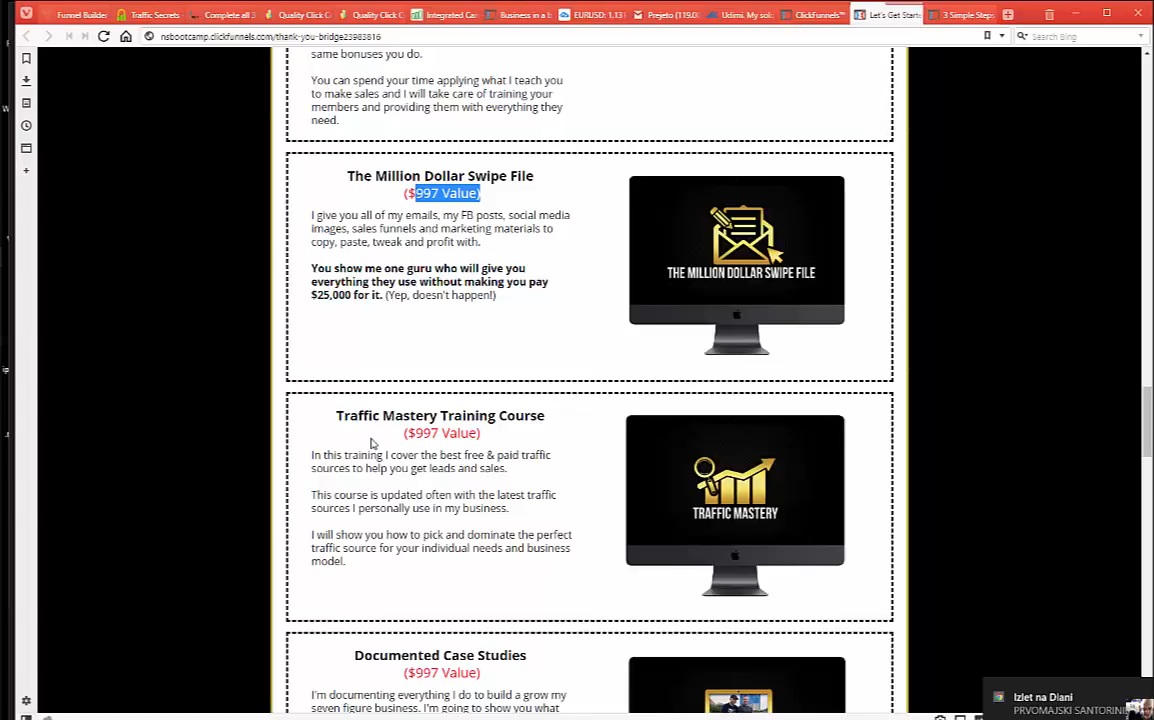 Funnel Builder
Traffic Secrets
Complete all 3
Quality Click C
Quality Click C
Integrated Ca
Business in a b
EURUSD: 1.13
Prejeto (119.0
Udimi. My sol
ClickFunnels™
Let's Get Starte
3 Simple Steps
nsbootcamp.clickfunnels.com/thank-you-bridge23983816
Search Bing
same bonuses you do.
You can spend your time applying what I teach you
to make sales and I will take care of training your
members and providing them with everything they
need.
The Million Dollar Swipe File
($997 Value)
I give you all of my emails, my FB posts, social media
images, sales funnels and marketing materials to
copy, paste, tweak and profit with.
You show me one guru who will give you
everything they use without making you pay
$25,000 for it. (Yep, doesn't happen!)
THE MILLION DOLLAR SWIPE FILE
Traffic Mastery Training Course
($997 Value)
In this training I cover the best free & paid traffic
sources to help you get leads and sales.
This course is updated often with the latest traffic
sources I personally use in my business.
I will show you how to pick and dominate the perfect
traffic source for your individual needs and business
model.
TRAFFIC MASTERY
Documented Case Studies
($997 Value)
I'm documenting everything I do to build a grow my
seven figure business. I'm going to show you what
Izlet na Dlani
PRVOMAJSKI SANTORINI